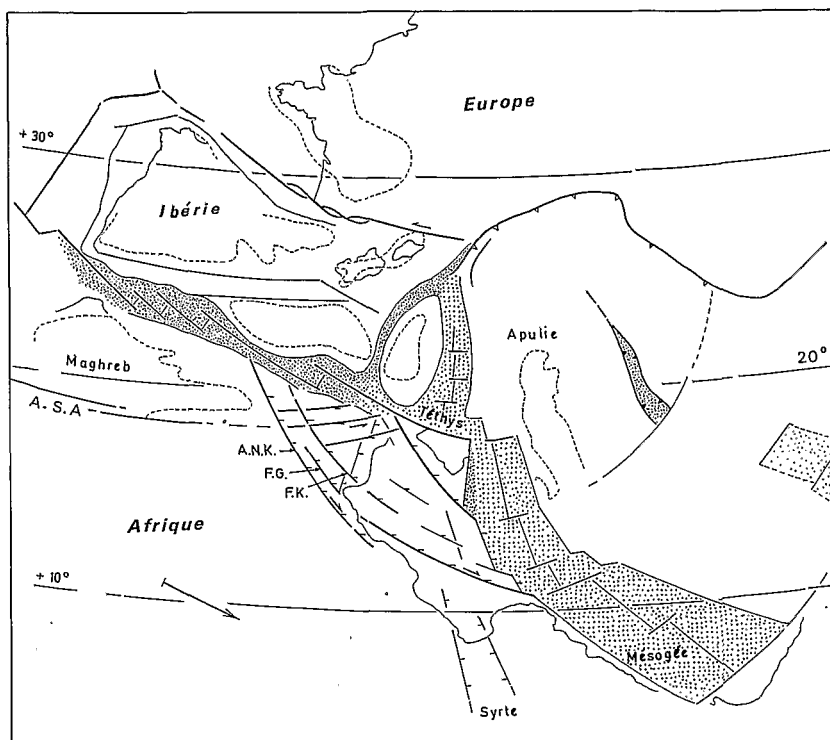 Europe
+30°
Ibérie
Apulie
20°
Maghreb
Téthys
A.S.A
A.N.K.
F.G.
F.K.
Afrique
+10°
Mésogée
Syrte